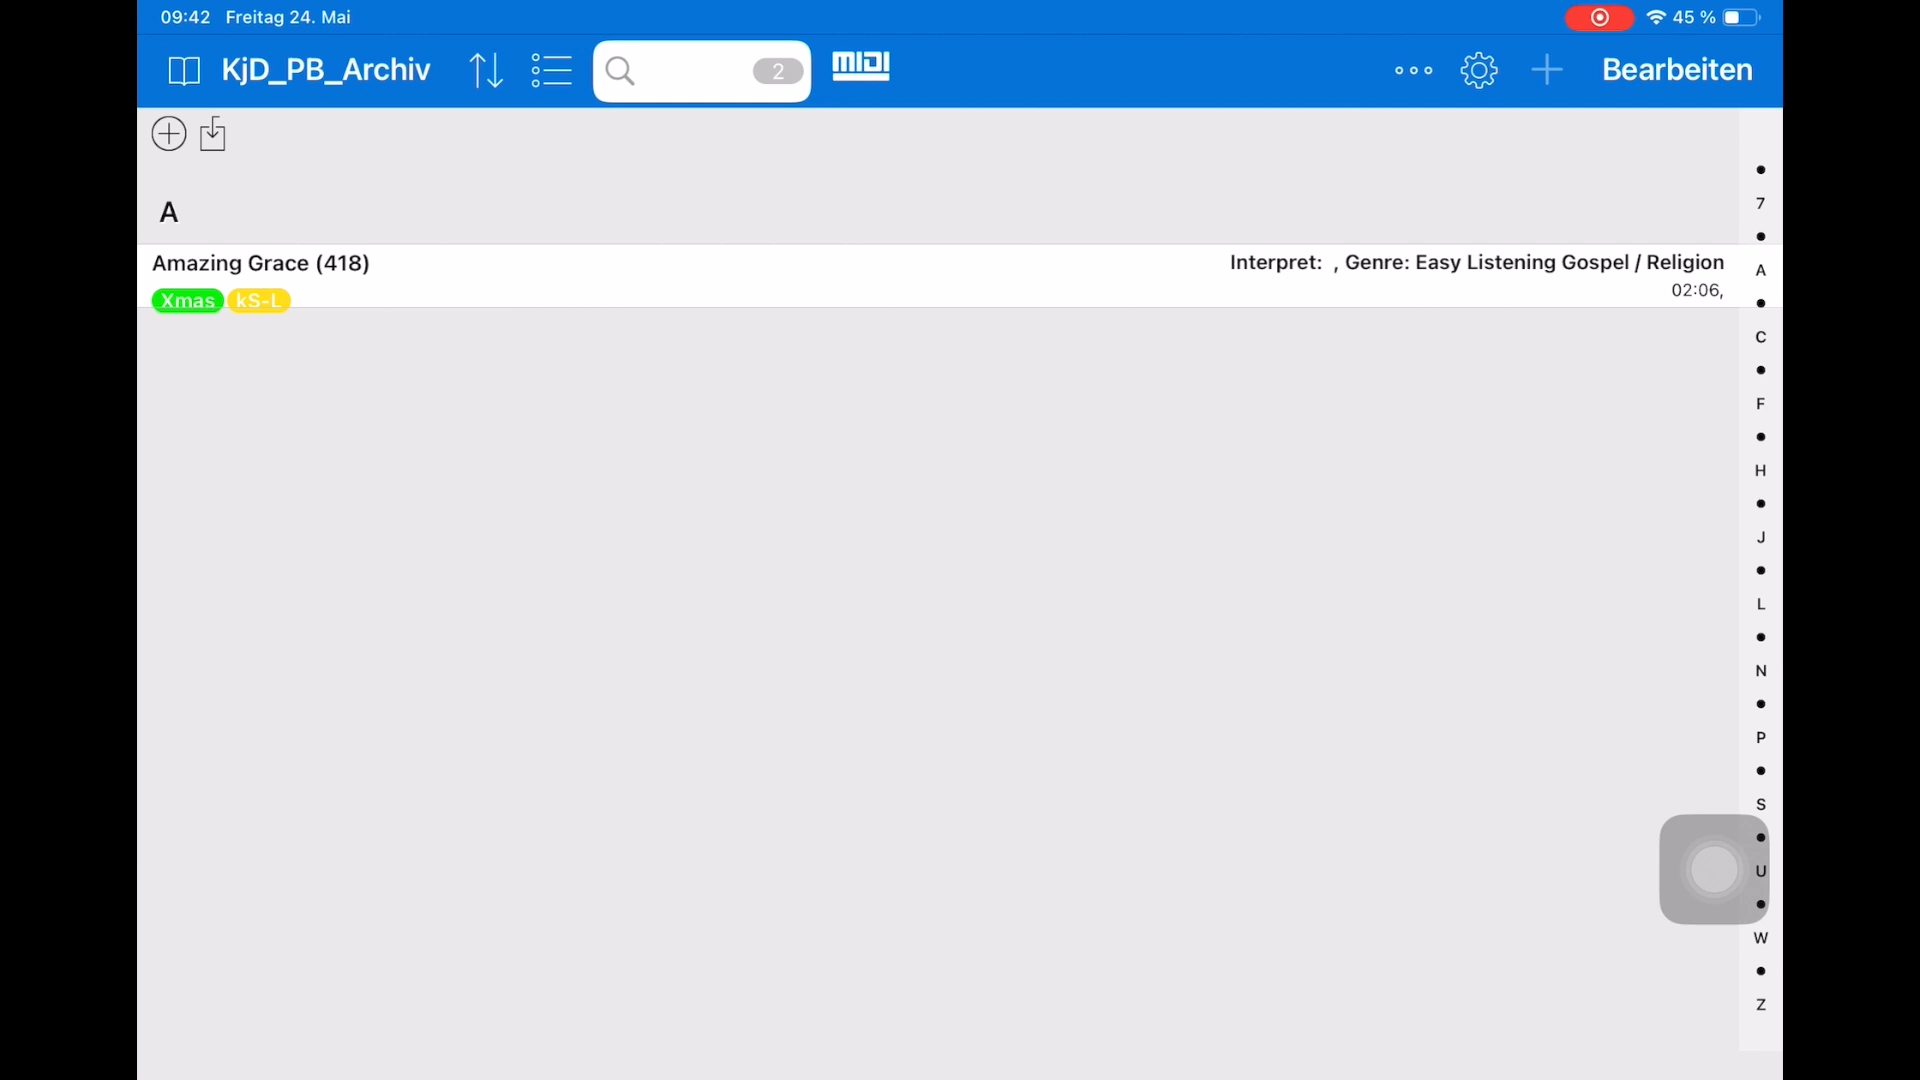 09:42 Freitag 24. Mai 45 %
KjD_PB_Archiv 2 MIDI Bearbeiten
A
Amazing Grace (418) Interpret: , Genre: Easy Listening Gospel / Religion
Xmas kS-L 02:06,
7
A
C
F
H
J
L
N
P
S
U
W
Z